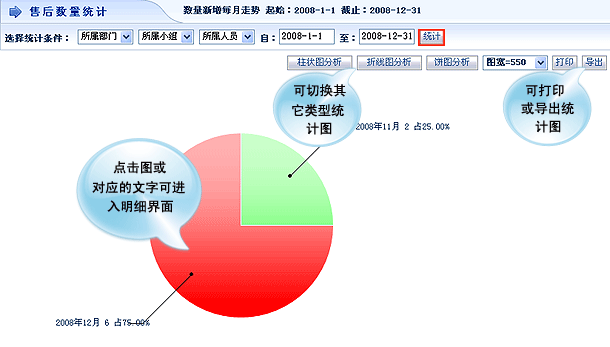 售后数量统计 数量新增每月走势 起始：2008-1-1 截止：2008-12-31
选择统计条件： 所属部门 所属小组 所属人员 自：2008-1-1 至：2008-12-31 统计
柱状图分析 折线图分析 饼图分析 图宽=550 打印 导出
可切换其
它类型统
计图
可打印
或导出统
计图
2008年11月 2 占25.00%
点击图或
对应的文字可进
入明细界面
2008年12月 6 占75.00%